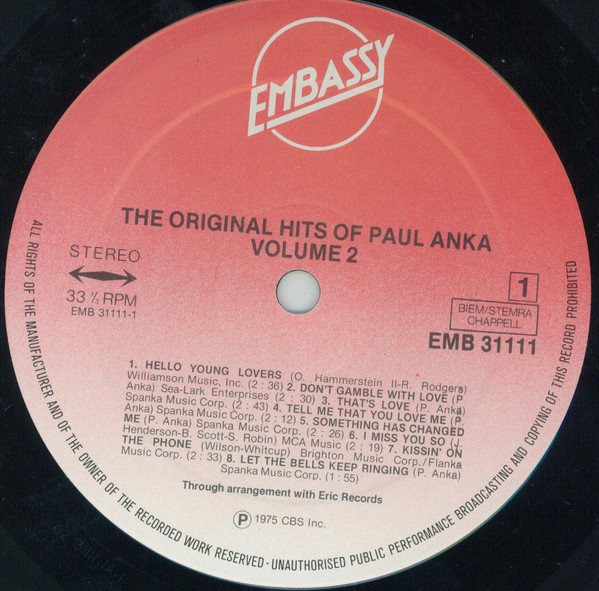 EMBASSY
THE ORIGINAL HITS OF PAUL ANKA
VOLUME 2
STEREO
33 ⅓ RPM
EMB 31111-1
1
BIEM/STEMRA
CHAPPELL
EMB 31111
1. HELLO YOUNG LOVERS (O. Hammerstein II-R. Rodgers)
Williamson Music, Inc. (2 : 36) 2. DON'T GAMBLE WITH LOVE (P.
Anka) Sea-Lark Enterprises (2 : 30) 3. THAT'S LOVE (P. Anka)
Spanka Music Corp. (2 : 43) 4. TELL ME THAT YOU LOVE ME (P.
Anka) Spanka Music Corp. (2 : 12) 5. SOMETHING HAS CHANGED
ME (P. Anka) Spanka Music Corp. (2 : 26) 6. I MISS YOU SO (J.
Henderson-B. Scott-S. Robin) MCA Music (2 : 19) 7. KISSIN' ON
THE PHONE (Wilson-Whitcup) Brighton Music Corp./Flanka
Music Corp. (2 : 33) 8. LET THE BELLS KEEP RINGING (P. Anka)
Spanka Music Corp. (1 : 55)
Through arrangement with Eric Records
Ⓟ 1975 CBS Inc.
ALL RIGHTS OF THE MANUFACTURER AND OF THE OWNER OF THE RECORDED WORK RESERVED · UNAUTHORISED PUBLIC PERFORMANCE BROADCASTING AND COPYING OF THIS RECORD PROHIBITED